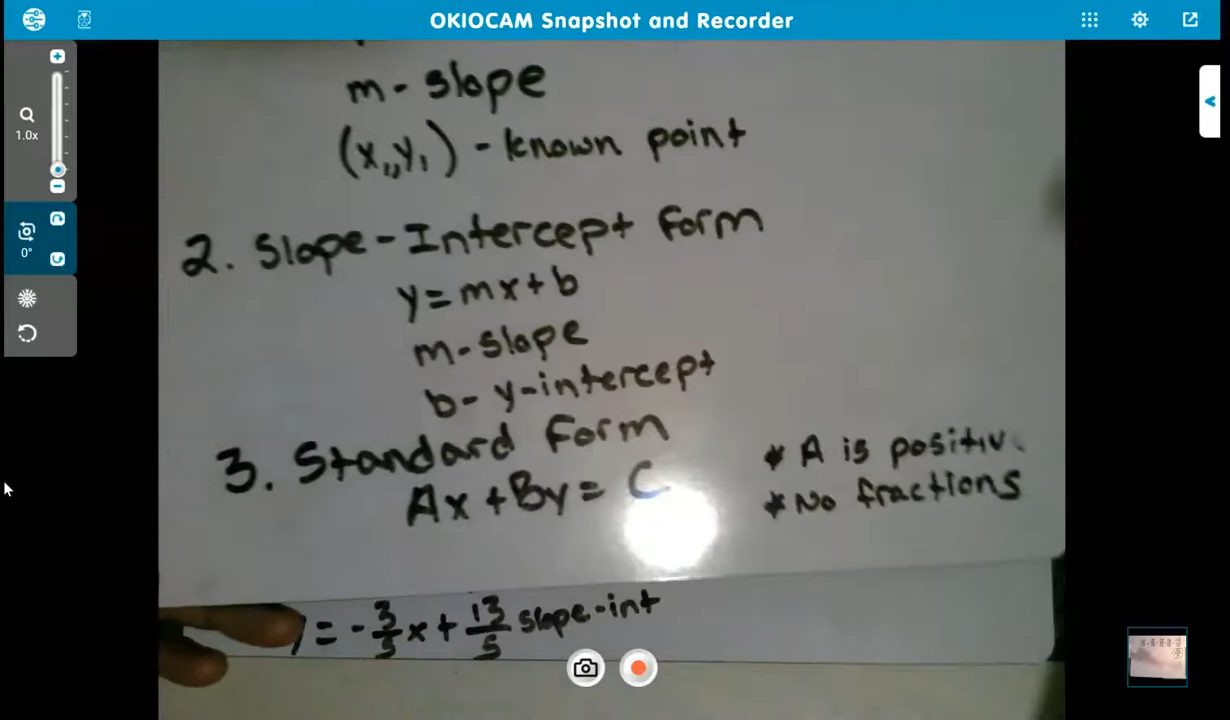 OKIOCAM Snapshot and Recorder
m - slope
(x₁, y₁) - known point
2. Slope-Intercept Form
y = mx + b
m - slope
b - y-intercept
3. Standard Form
Ax + By = C
* A is positiv
* No fractions
= -3/5 x + 13/5 slope-int
1.0x
0°